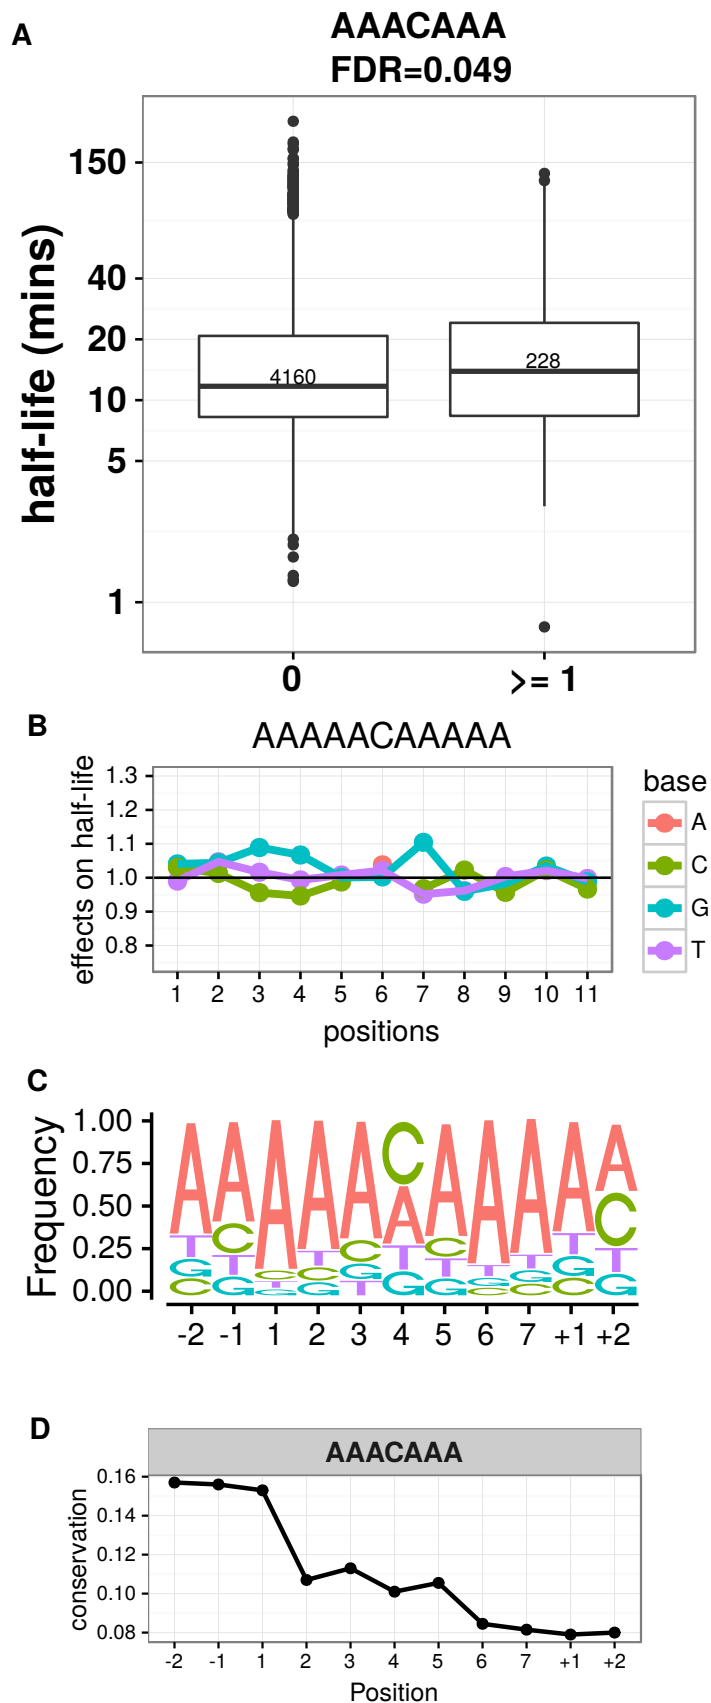 A
AAACAAA
FDR=0.049
half-life (mins)
150
40
20
10
5
1
4160
228
0
>= 1
B
AAAAACAAAAA
effects on half-life
1.3
1.2
1.1
1.0
0.9
0.8
1 2 3 4 5 6 7 8 9 10 11
positions
base
A
C
G
T
C
Frequency
1.00
0.75
0.50
0.25
0.00
A A A A A C A A A A A
T C C T C A C T T T C
G T T C G T T G G G T
C G G G T G G C C C G
-2 -1 1 2 3 4 5 6 7 +1 +2
D
AAACAAA
conservation
0.16
0.14
0.12
0.10
0.08
-2 -1 1 2 3 4 5 6 7 +1 +2
Position